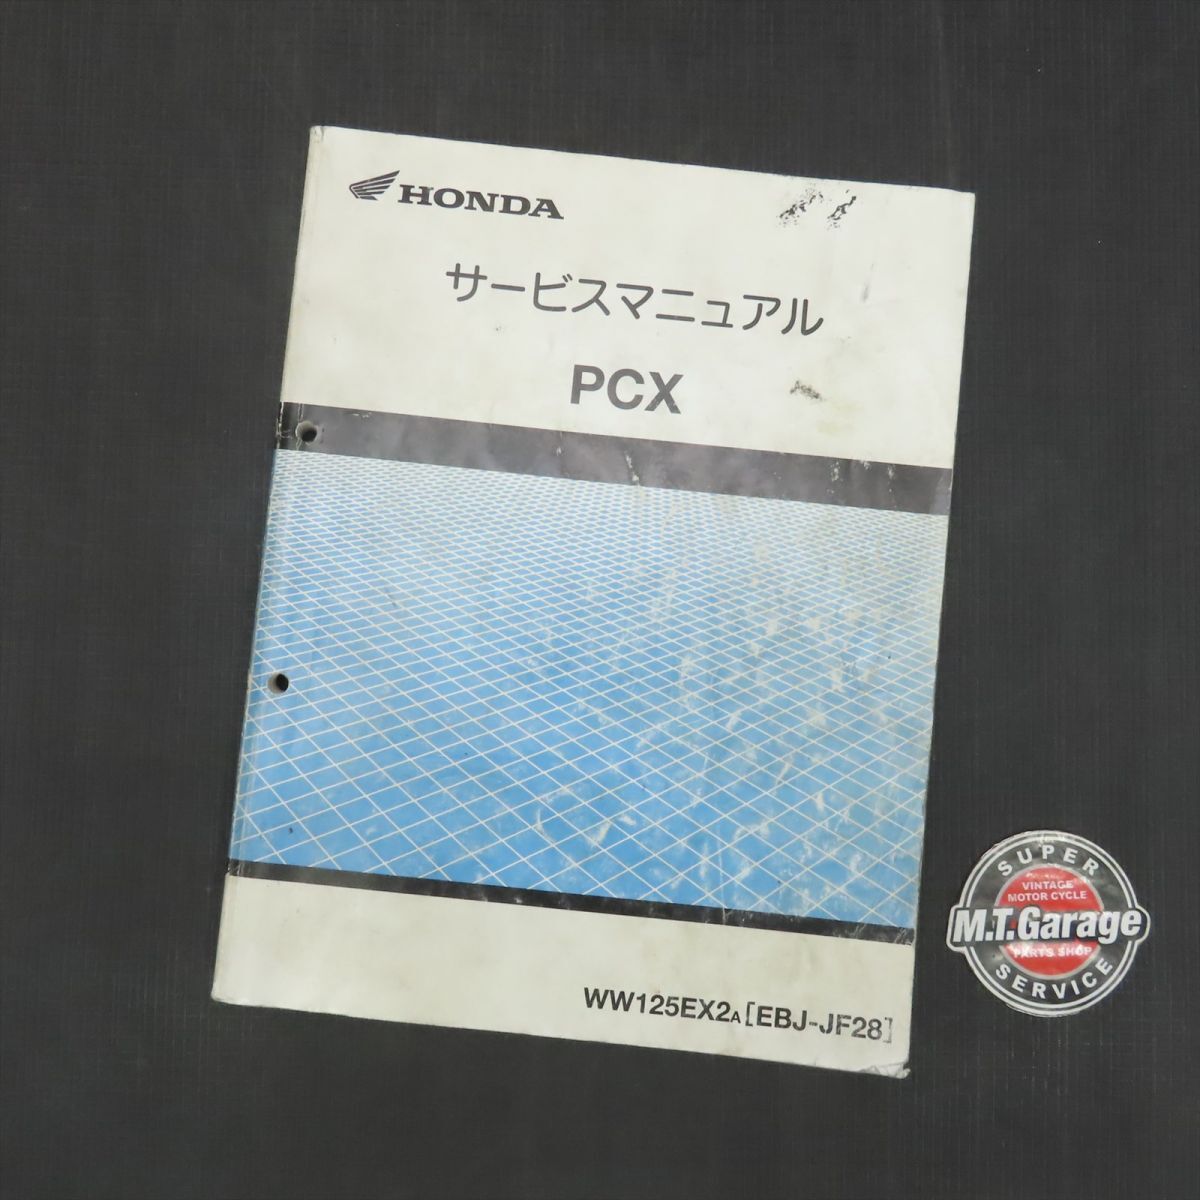 HONDA
サービスマニュアル
PCX
WW125EX2A [EBJ-JF28]
SUPER
VINTAGE
MOTOR CYCLE
M.T.Garage
PARTS SHOP
SERVICE